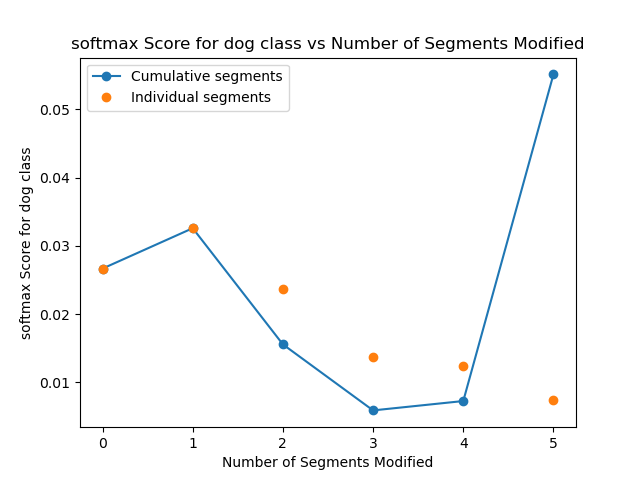 softmax Score for dog class vs Number of Segments Modified
Cumulative segments
Individual segments
softmax Score for dog class
0.05
0.04
0.03
0.02
0.01
0 1 2 3 4 5
Number of Segments Modified